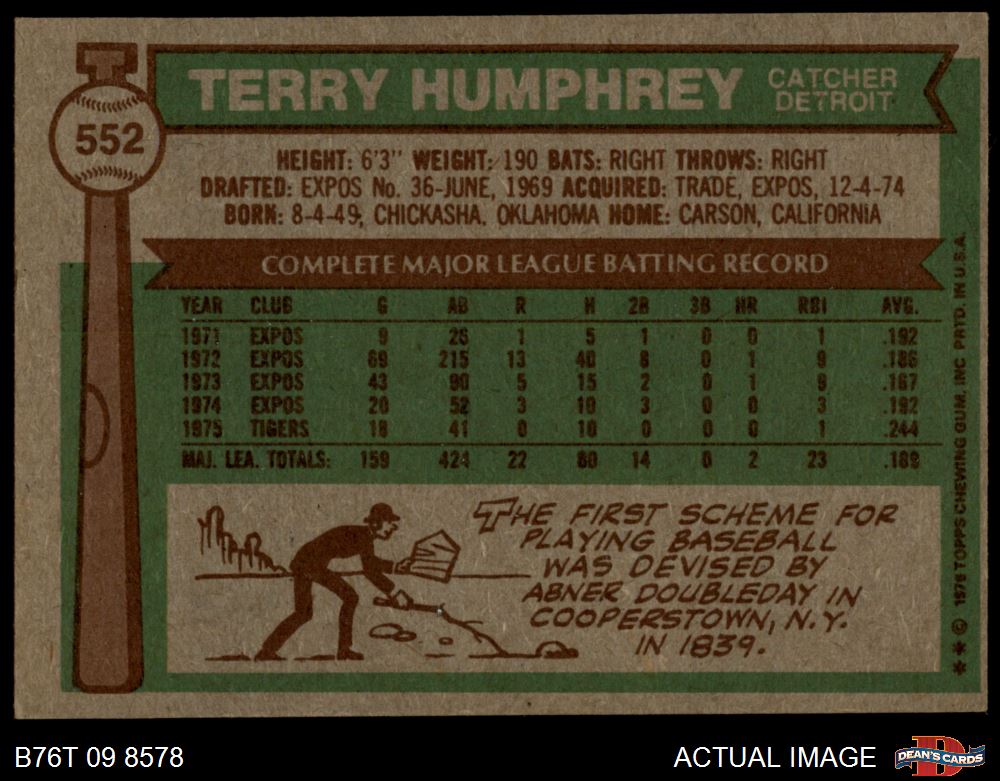 552
TERRY HUMPHREY
CATCHER
DETROIT
HEIGHT: 6'3" WEIGHT: 190 BATS: RIGHT THROWS: RIGHT
DRAFTED: EXPOS No. 36-JUNE, 1969 ACQUIRED: TRADE, EXPOS, 12-4-74
BORN: 8-4-49, CHICKASHA, OKLAHOMA HOME: CARSON, CALIFORNIA
COMPLETE MAJOR LEAGUE BATTING RECORD
YEAR CLUB G AB R H 2B 3B HR RBI AVG.
1971 EXPOS 9 26 1 5 1 0 0 1 .192
1972 EXPOS 69 215 13 40 8 0 1 9 .186
1973 EXPOS 43 90 5 15 2 0 1 9 .167
1974 EXPOS 20 52 3 10 3 0 0 3 .192
1975 TIGERS 18 41 0 10 0 0 0 1 .244
MAJ. LEA. TOTALS: 159 424 22 80 14 0 2 23 .189
THE FIRST SCHEME FOR
PLAYING BASEBALL
WAS DEVISED BY
ABNER DOUBLEDAY IN
COOPERSTOWN, N.Y.
IN 1839.
** © 1976 TOPPS CHEWING GUM, INC PRTD. IN U.S.A.
B76T 09 8578
ACTUAL IMAGE
D
DEAN'S CARDS